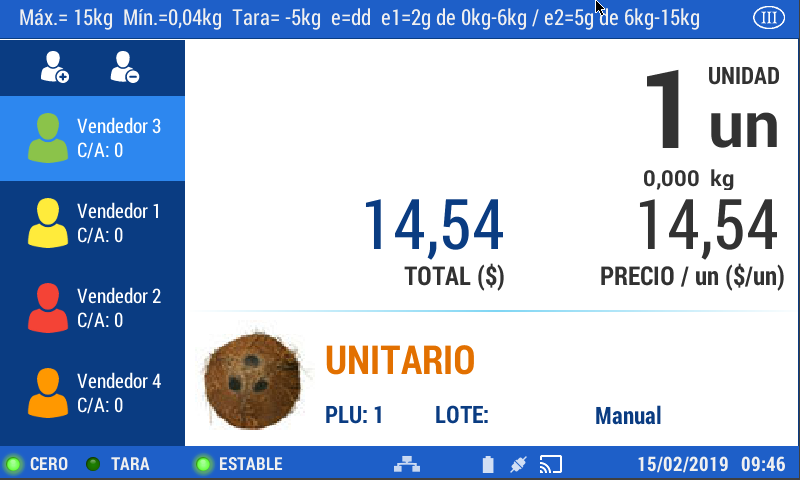 Máx.= 15kg Mín.=0,04kg Tara= -5kg e=dd e1=2g de 0kg-6kg / e2=5g de 6kg-15kg III
Vendedor 3
C/A: 0
Vendedor 1
C/A: 0
Vendedor 2
C/A: 0
Vendedor 4
C/A: 0
1 UNIDAD
un
0,000 kg
14,54 14,54
TOTAL ($) PRECIO / un ($/un)
UNITARIO
PLU: 1 LOTE: Manual
CERO TARA ESTABLE 15/02/2019 09:46